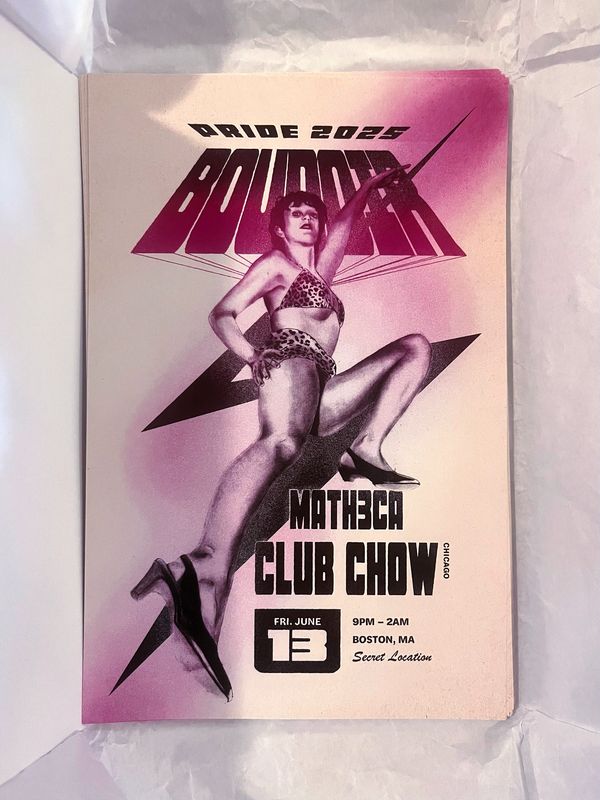 PRIDE 2025
BOUDOIR
MATH3CA
CLUB CHOW
CHICAGO
FRI. JUNE
13
9PM – 2AM
BOSTON, MA
Secret Location